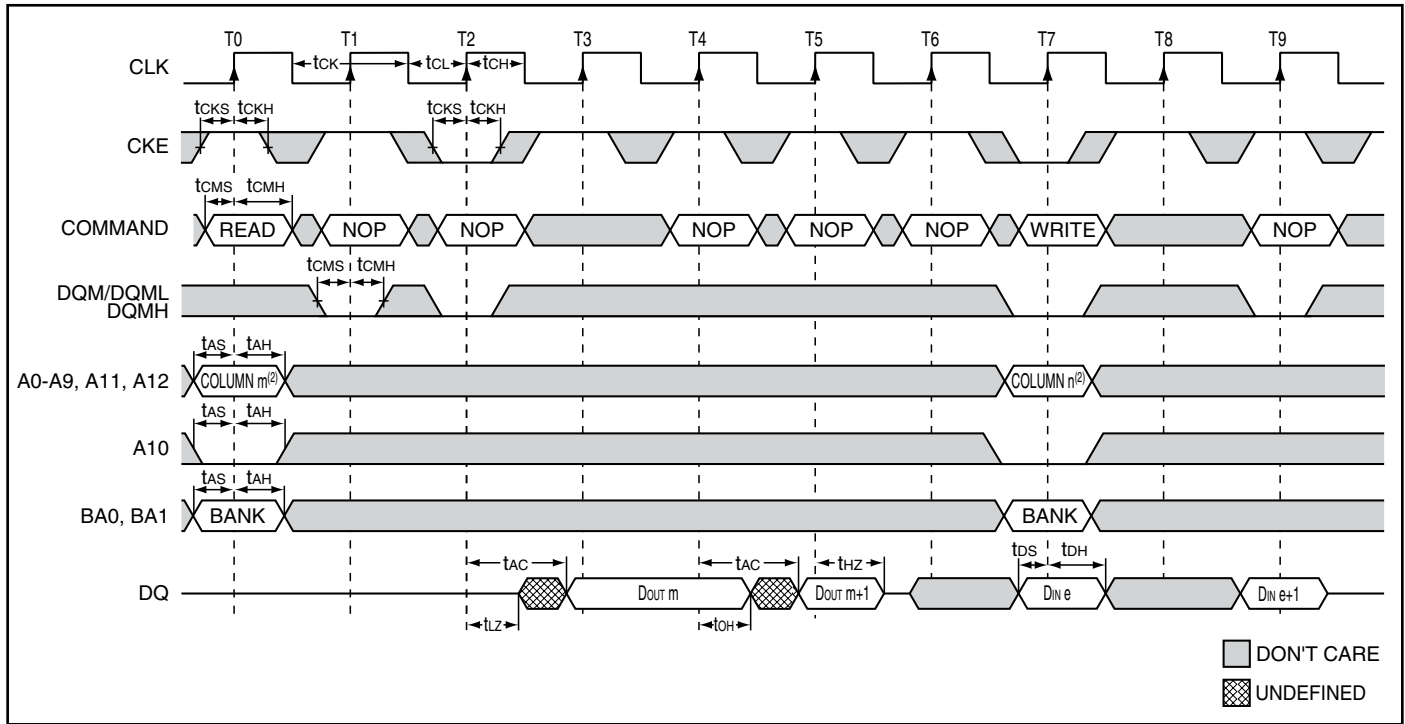 T0 T1 T2 T3 T4 T5 T6 T7 T8 T9
CLK
tCK tCL tCH
tCKS tCKH tCKS tCKH
CKE
tCMS tCMH
COMMAND READ NOP NOP NOP NOP NOP WRITE NOP
tCMS tCMH
DQM/DQML
DQMH
tAS tAH
A0-A9, A11, A12 COLUMN m(2) COLUMN n(2)
tAS tAH
A10
tAS tAH
BA0, BA1 BANK BANK
tAC tAC tHZ tDS tDH
DQ DOUT m DOUT m+1 DIN e DIN e+1
tLZ tOH
DON'T CARE
UNDEFINED